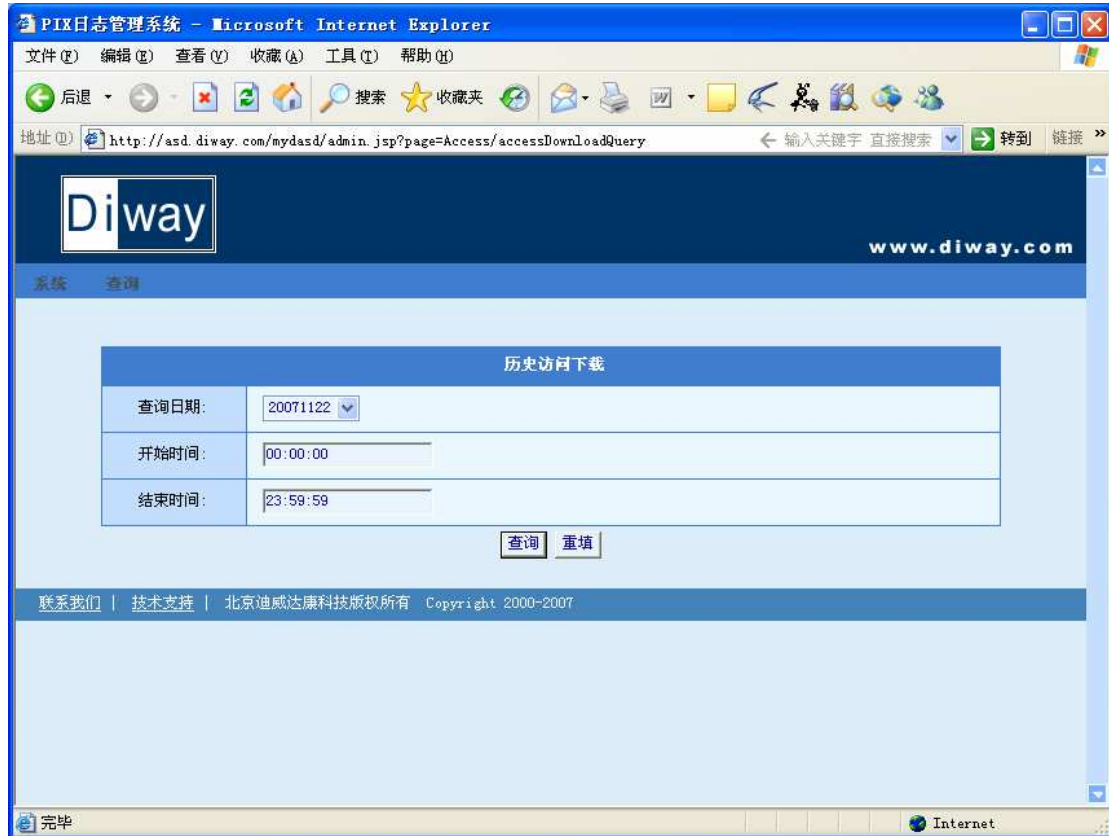 PIX日志管理系统 - Microsoft Internet Explorer
文件(F) 编辑(E) 查看(V) 收藏(A) 工具(T) 帮助(H)
后退 搜索 收藏夹
地址(D) http://asd.diway.com/mydasd/admin.jsp?page=Access/accessDownloadQuery 输入关键字 直接搜索 转到 链接 »
Diway
www.diway.com
系统 查询
历史访问下载
查询日期: 20071122
开始时间: 00:00:00
结束时间: 23:59:59
查询 重填
联系我们 | 技术支持 | 北京迪威达康科技版权所有 Copyright 2000-2007
完毕 Internet